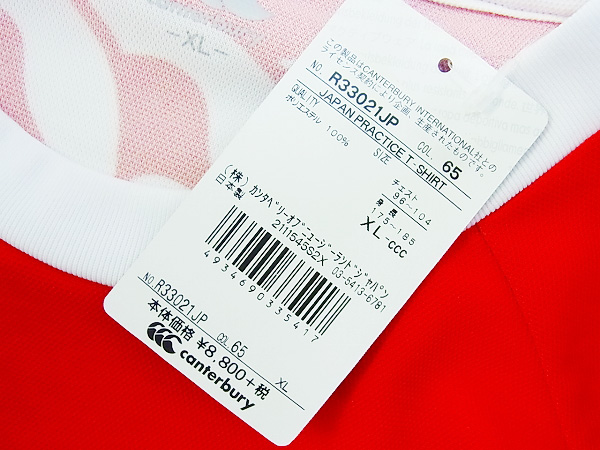 -XL-
この製品はCANTERBURY INTERNATIONAL社との
ライセンス契約により企画、生産されたものです。
NO. R33021JP COL. 65
JAPAN PRACTICE T-SHIRT
QUALITY SIZE
ポリエステル 100%
チェスト
96~104
身長
175~185
XL-CCC
(株)カンタベリーオブニュージーランドジャパン
日本製 03-5413-6781
2111545S2X
4934690335417
NO. R33021JP COL. 65 XL
本体価格 ¥8,800+税
canterbury